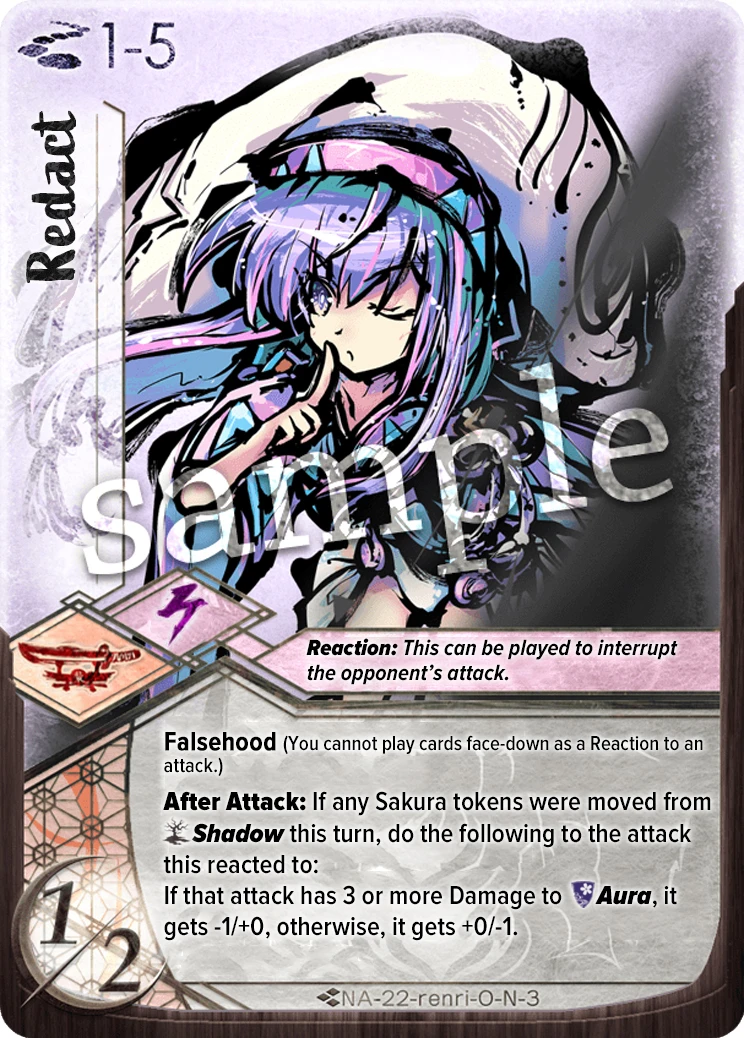 1-5
Redact
sample
Reaction: This can be played to interrupt
the opponent's attack.
Falsehood (You cannot play cards face-down as a Reaction to an
attack.)
After Attack: If any Sakura tokens were moved from
Shadow this turn, do the following to the attack
this reacted to:
If that attack has 3 or more Damage to Aura, it
gets -1/+0, otherwise, it gets +0/-1.
1/2
NA-22-renri-O-N-3